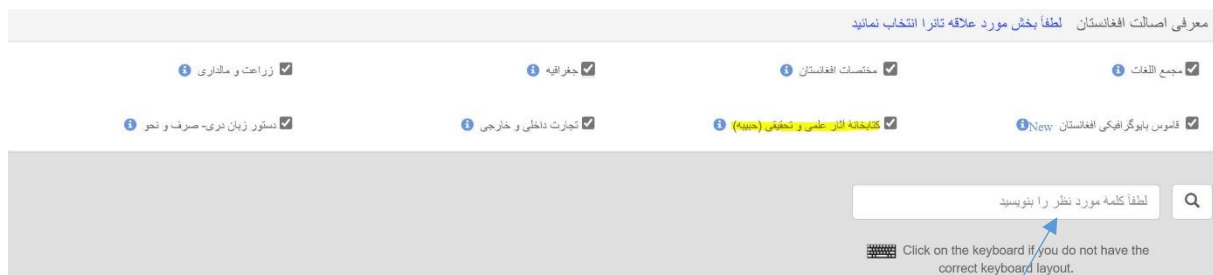 معرفی اصالت افغانستان لطفاً بخش مورد علاقه تانرا انتخاب نمائید
مجمع اللغات مختصات افغانستان جغرافیه زراعت و مالداری
قاموس بایوگرافیکی افغانستان New کتابخانهٔ آثار علمی و تحقیقی (حبیبه) تجارت داخلی و خارجی دستور زبان دری- صرف و نحو
لطفاً کلمهٔ مورد نظر را بنویسید
Click on the keyboard if you do not have the
correct keyboard layout.